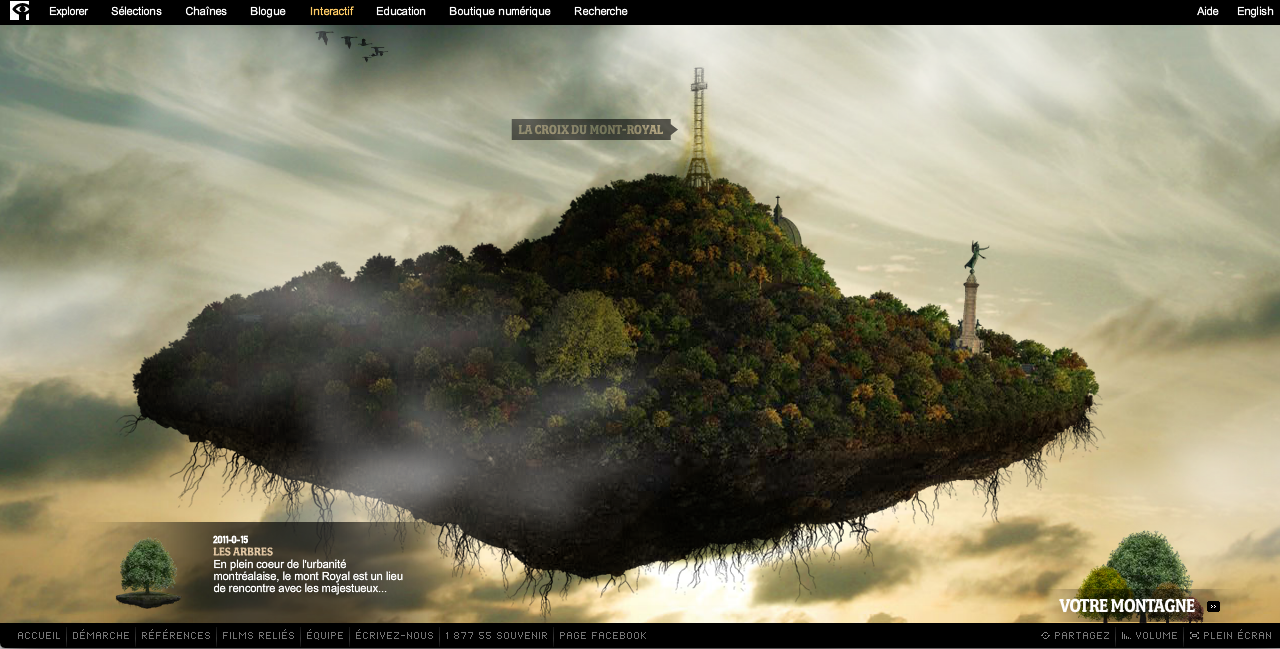 Explorer Sélections Chaînes Blogue Interactif Education Boutique numérique Recherche Aide English
LA CROIX DU MONT-ROYAL
2011-0-15
LES ARBRES
En plein coeur de l'urbanité
montréalaise, le mont Royal est un lieu
de rencontre avec les majestueux...
VOTRE MONTAGNE
ACCUEIL DÉMARCHE RÉFÉRENCES FILMS RELIÉS ÉQUIPE ÉCRIVEZ-NOUS 1 877 55 SOUVENIR PAGE FACEBOOK PARTAGEZ VOLUME PLEIN ÉCRAN